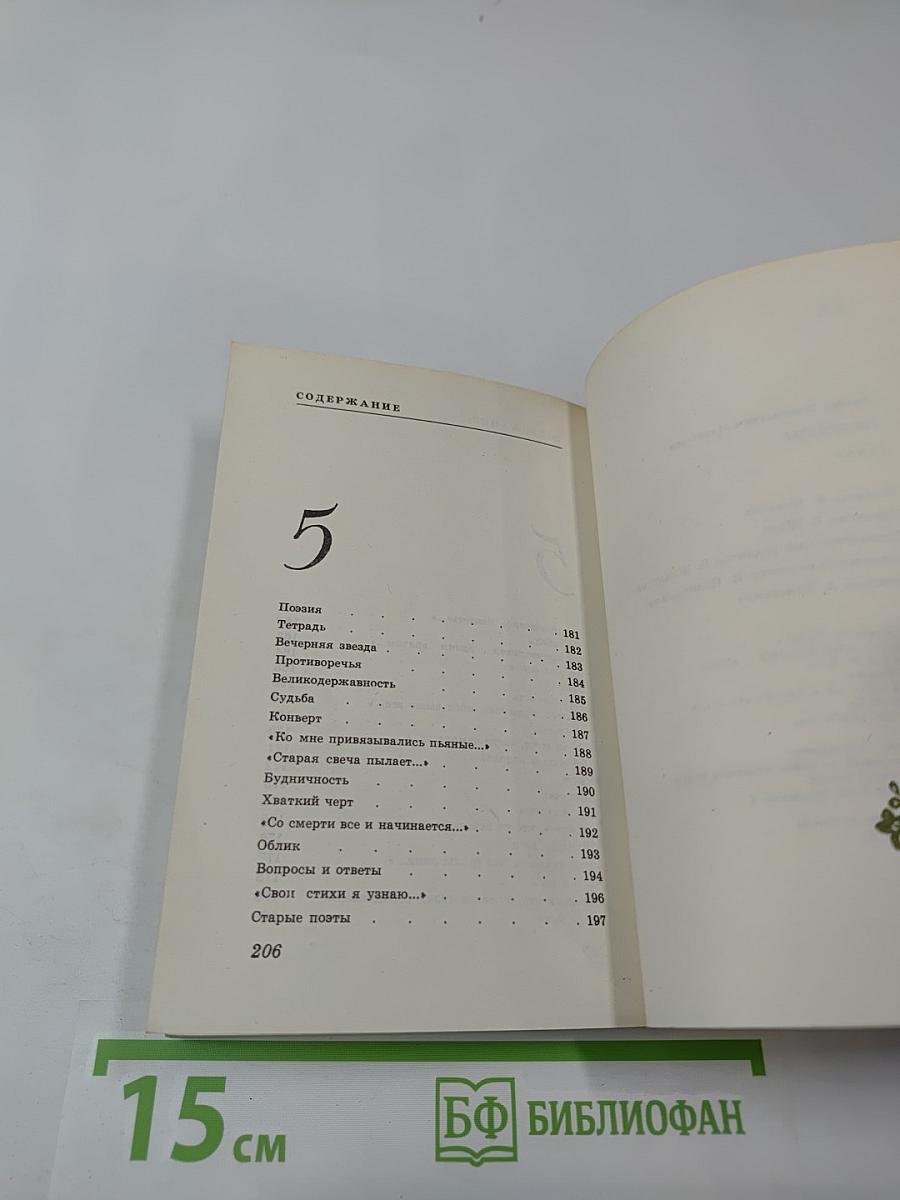 СОДЕРЖАНИЕ
5
Поэзия . . . . . . . 181
Тетрадь . . . . . . . 182
Вечерняя звезда . . . . . . 183
Противоречья . . . . . 184
Великодержавность . . . . 185
Судьба . . . . . . . . 186
Конверт . . . . . . . 187
«Ко мне привязывались пьяные...» . . . 188
«Старая свеча пылает...» . . . . . 189
Будничность . . . . . . 190
Хваткий черт . . . . . . 191
«Со смерти все и начинается...» . . . . 192
Облик . . . . . . . . 193
Вопросы и ответы . . . . . . 194
«Свои стихи я узнаю...» . . . . . 196
Старые поэты . . . . . . . 197
206
15 см
БФ БИБЛИОФАН